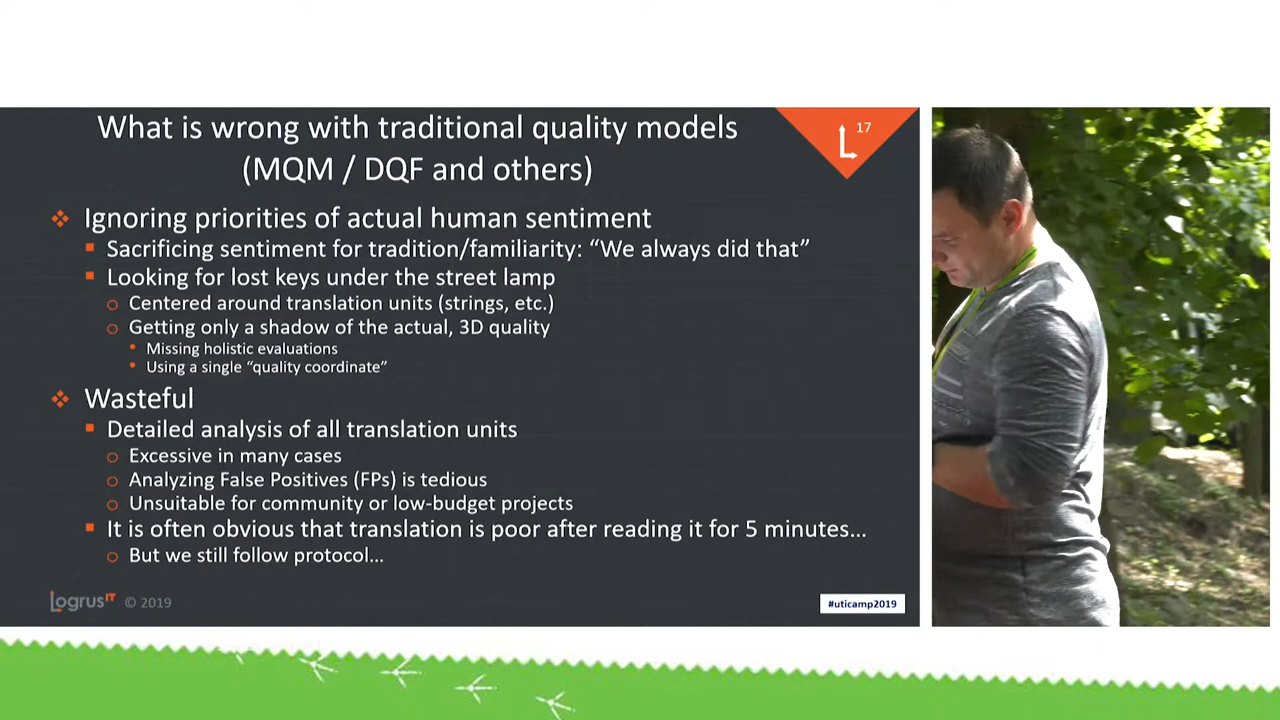 What is wrong with traditional quality models
(MQM / DQF and others)
17
Ignoring priorities of actual human sentiment
Sacrificing sentiment for tradition/familiarity: “We always did that”
Looking for lost keys under the street lamp
Centered around translation units (strings, etc.)
Getting only a shadow of the actual, 3D quality
Missing holistic evaluations
Using a single “quality coordinate”
Wasteful
Detailed analysis of all translation units
Excessive in many cases
Analyzing False Positives (FPs) is tedious
Unsuitable for community or low-budget projects
It is often obvious that translation is poor after reading it for 5 minutes…
But we still follow protocol…
LogrusIT © 2019
#uticamp2019